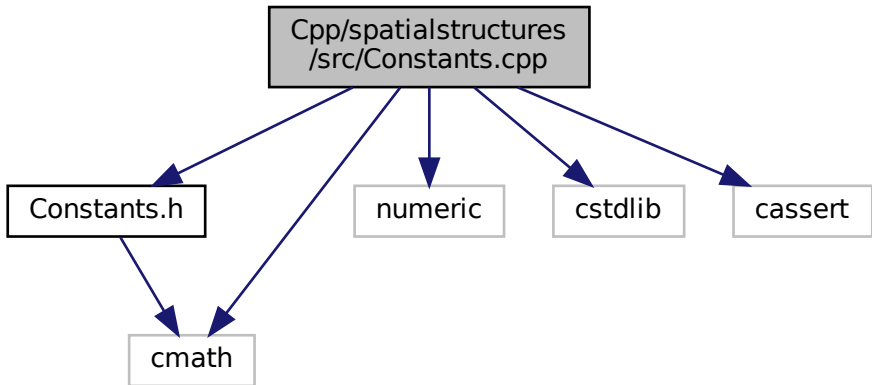 Cpp/spatialstructures
/src/Constants.cpp
Constants.h
numeric
cstdlib
cassert
cmath